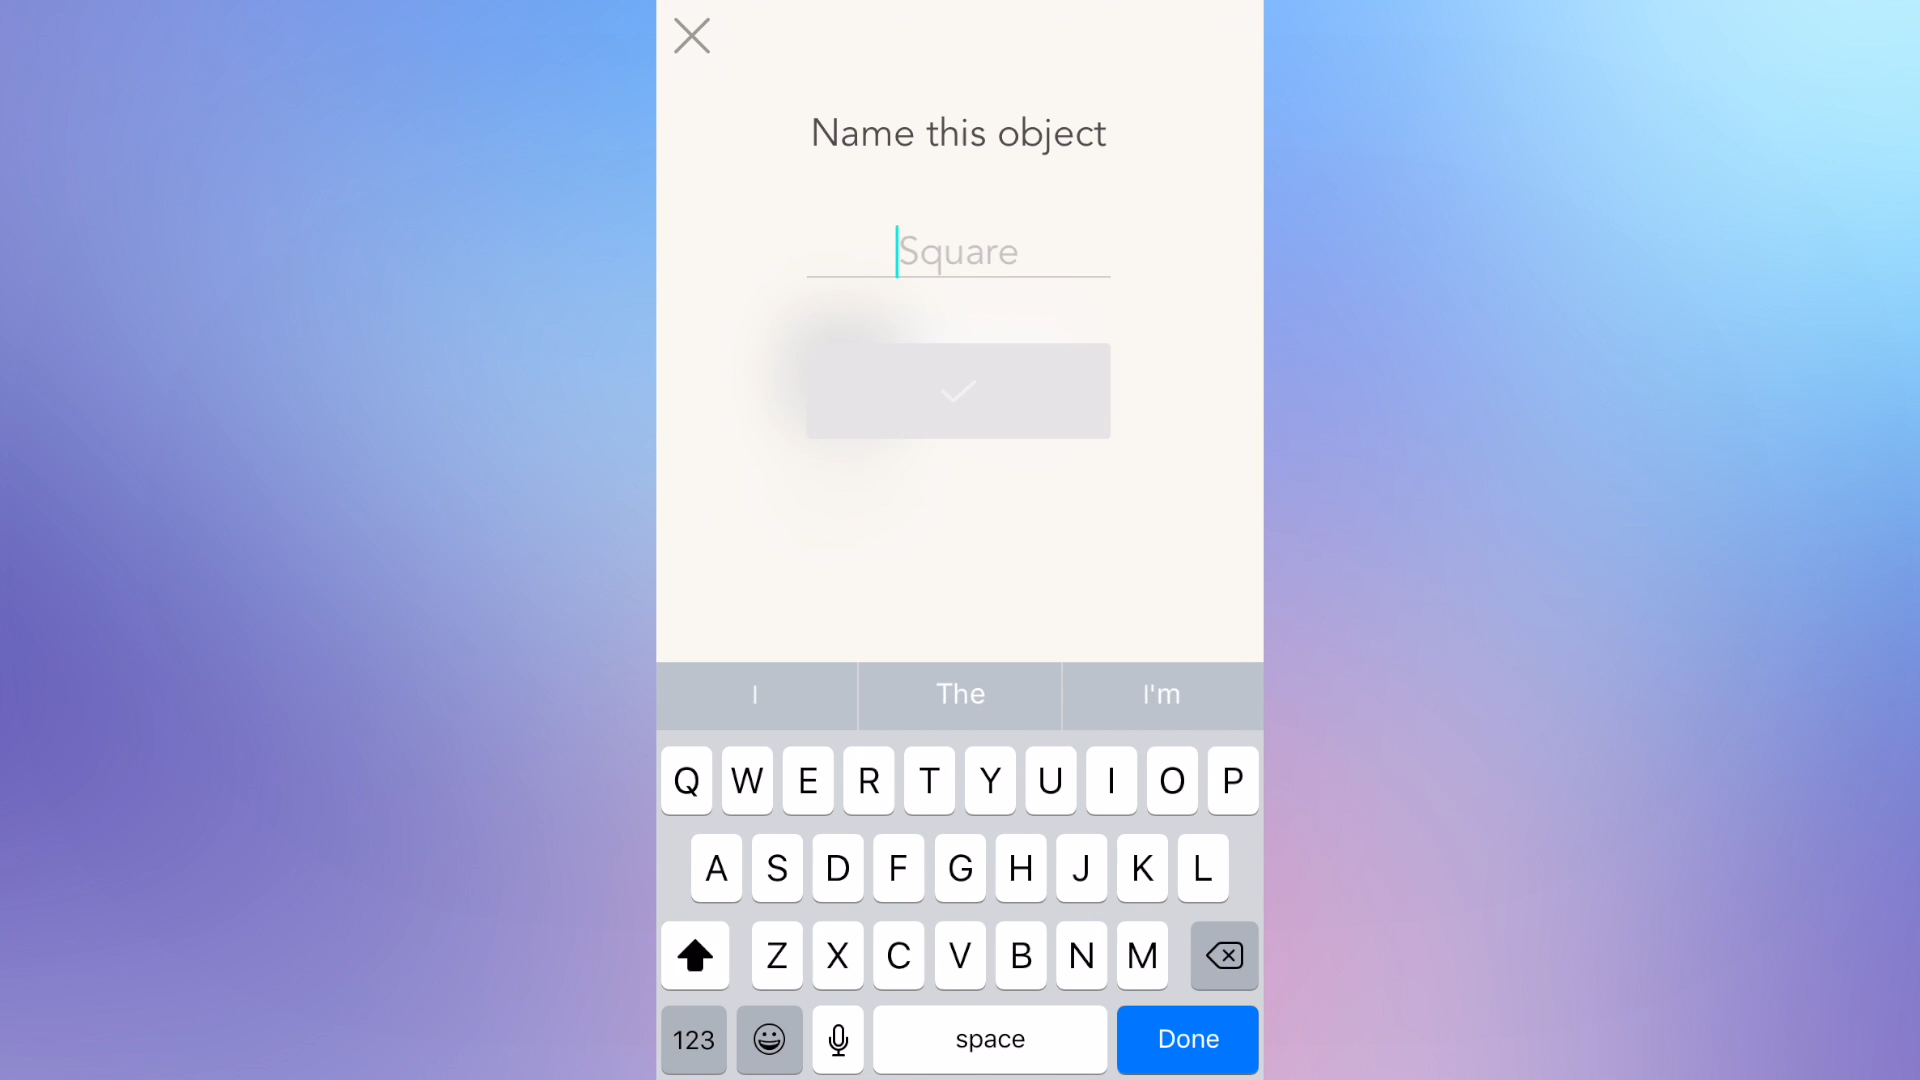 Name this object
Square
I The I'm
Q W E R T Y U I O P
A S D F G H J K L
Z X C V B N M
123 space Done